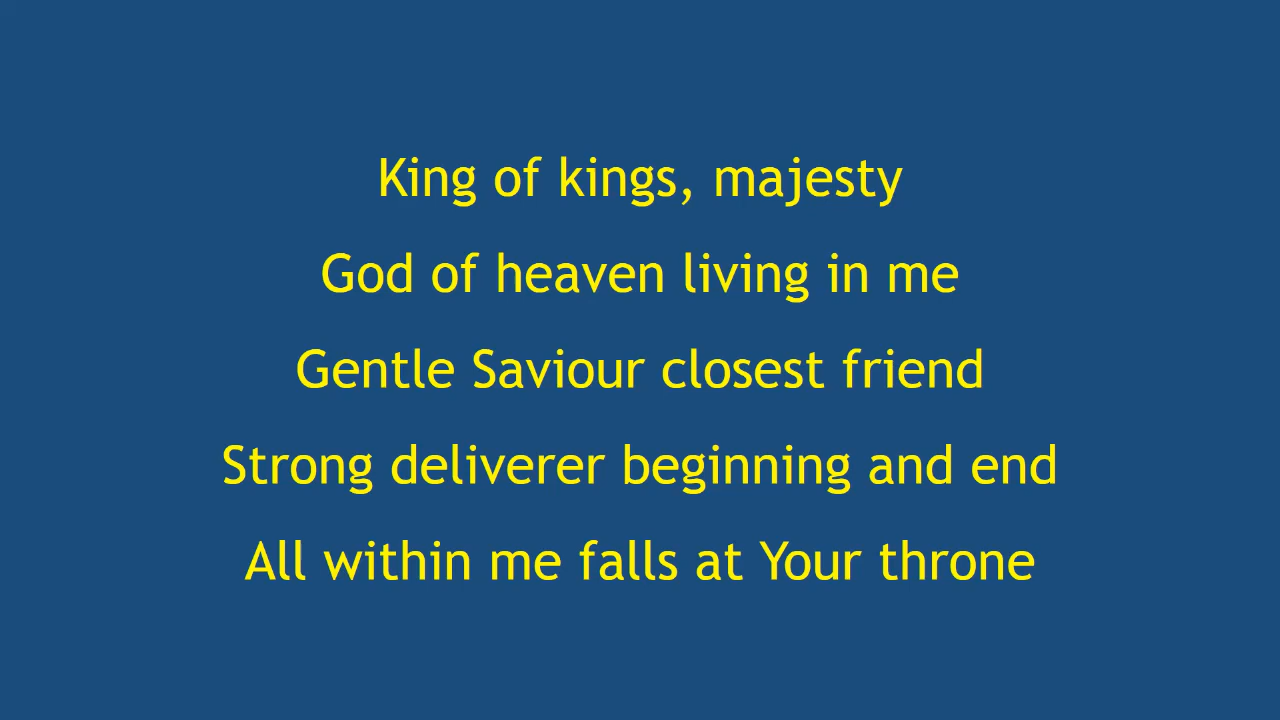 King of kings, majesty
God of heaven living in me
Gentle Saviour closest friend
Strong deliverer beginning and end
All within me falls at Your throne